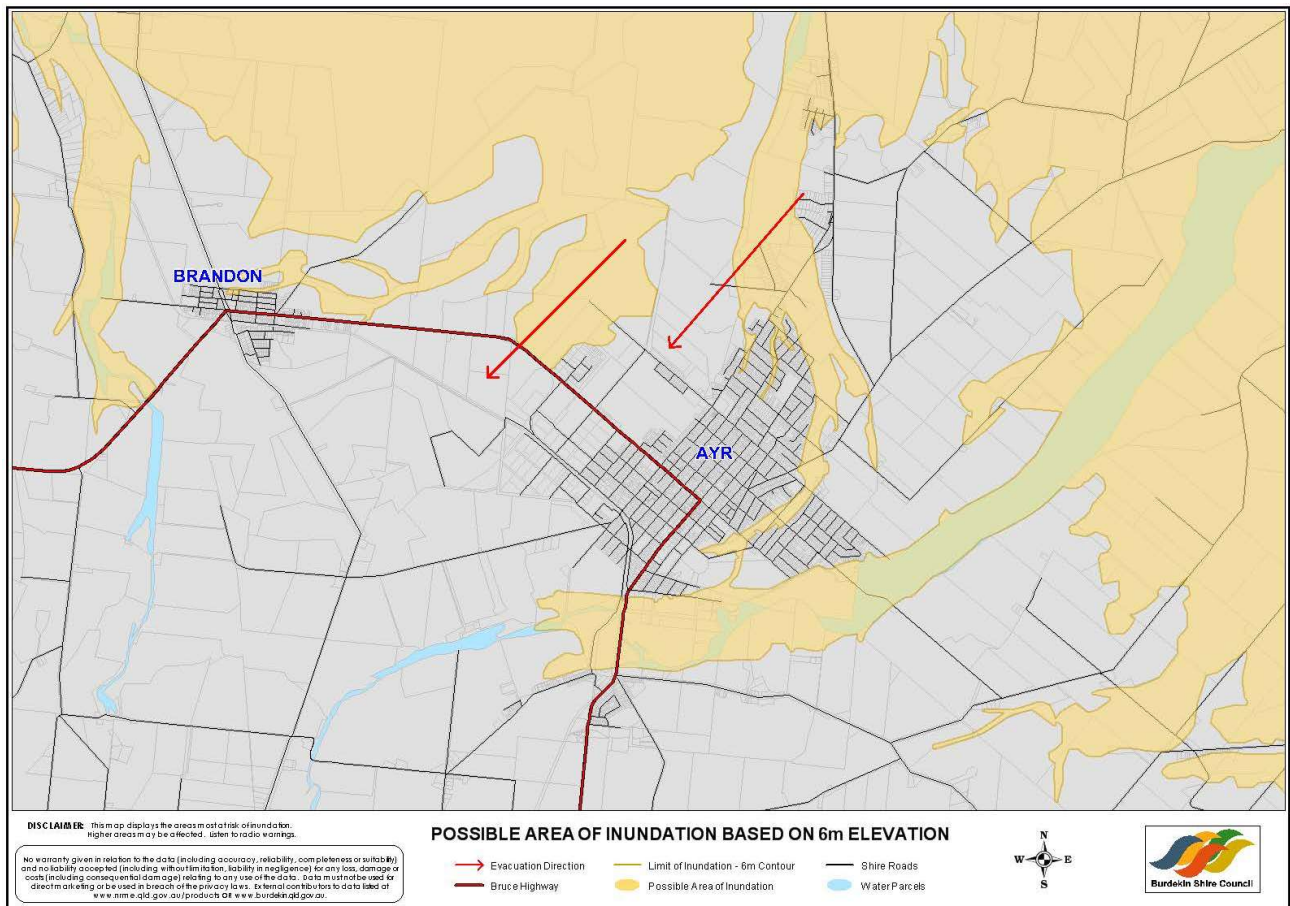 BRANDON
AYR
DISCLAIMER: This map displays the areas most at risk of inundation.
Higher areas may be affected. Listen to radio warnings.
No warranty given in relation to the data (including accuracy, reliability, completeness or suitability)
and no liability accepted (including without limitation, liability in negligence) for any loss, damage or
costs (including consequential damage) relating to any use of the data. Data must not be used for
direct marketing or be used in breach of the privacy laws. External contributors to data listed at
www.nrme.qld.gov.au/products OR www.burdekin.qld.gov.au.
POSSIBLE AREA OF INUNDATION BASED ON 6m ELEVATION
Evacuation Direction
Limit of Inundation - 6m Contour
Shire Roads
Bruce Highway
Possible Area of Inundation
Water Parcels
N
W E
S
Burdekin Shire Council